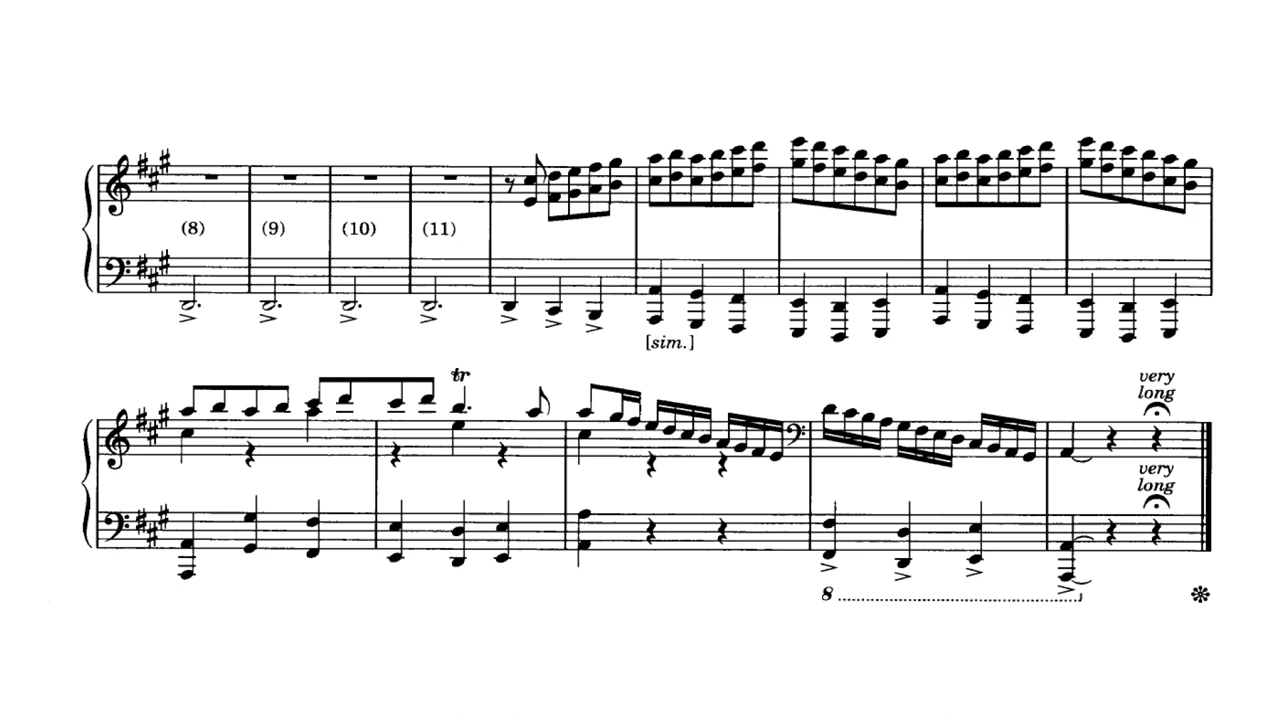 (8) (9) (10) (11)
[sim.]
tr
very
long
very
long
8